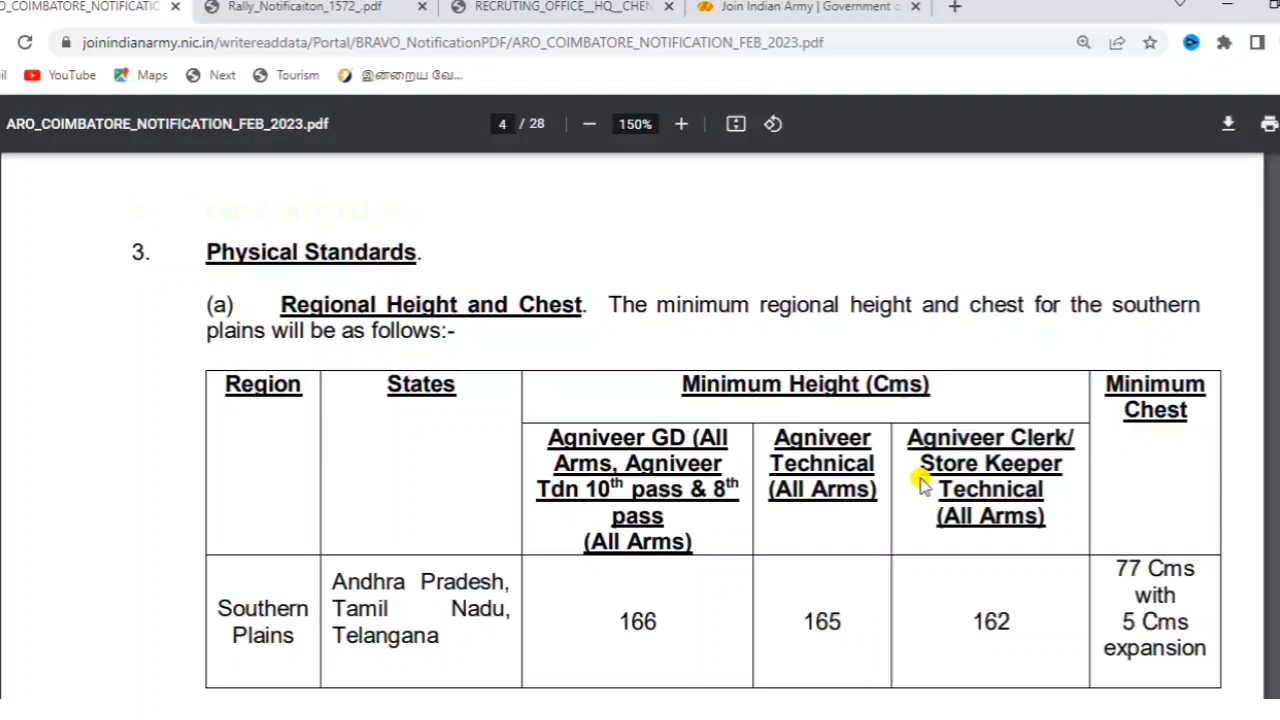 O_COIMBATORE_NOTIFICATIC
Rally_Notificaiton_1572_.pdf
RECRUTING_OFFICE__HQ__CHEN
Join Indian Army | Government o
joinindianarmy.nic.in/writereaddata/Portal/BRAVO_NotificationPDF/ARO_COIMBATORE_NOTIFICATION_FEB_2023.pdf
il YouTube Maps Next Tourism இன்றைய வே...
ARO_COIMBATORE_NOTIFICATION_FEB_2023.pdf 4 / 28 — 150% +
3. Physical Standards.
(a) Regional Height and Chest. The minimum regional height and chest for the southern
plains will be as follows:-
Region States Minimum Height (Cms) Minimum
Chest
Agniveer GD (All
Arms, Agniveer
Tdn 10th pass & 8th
pass
(All Arms)
Agniveer
Technical
(All Arms)
Agniveer Clerk/
Store Keeper
Technical
(All Arms)
Southern
Plains
Andhra Pradesh,
Tamil Nadu,
Telangana
166
165
162
77 Cms
with
5 Cms
expansion